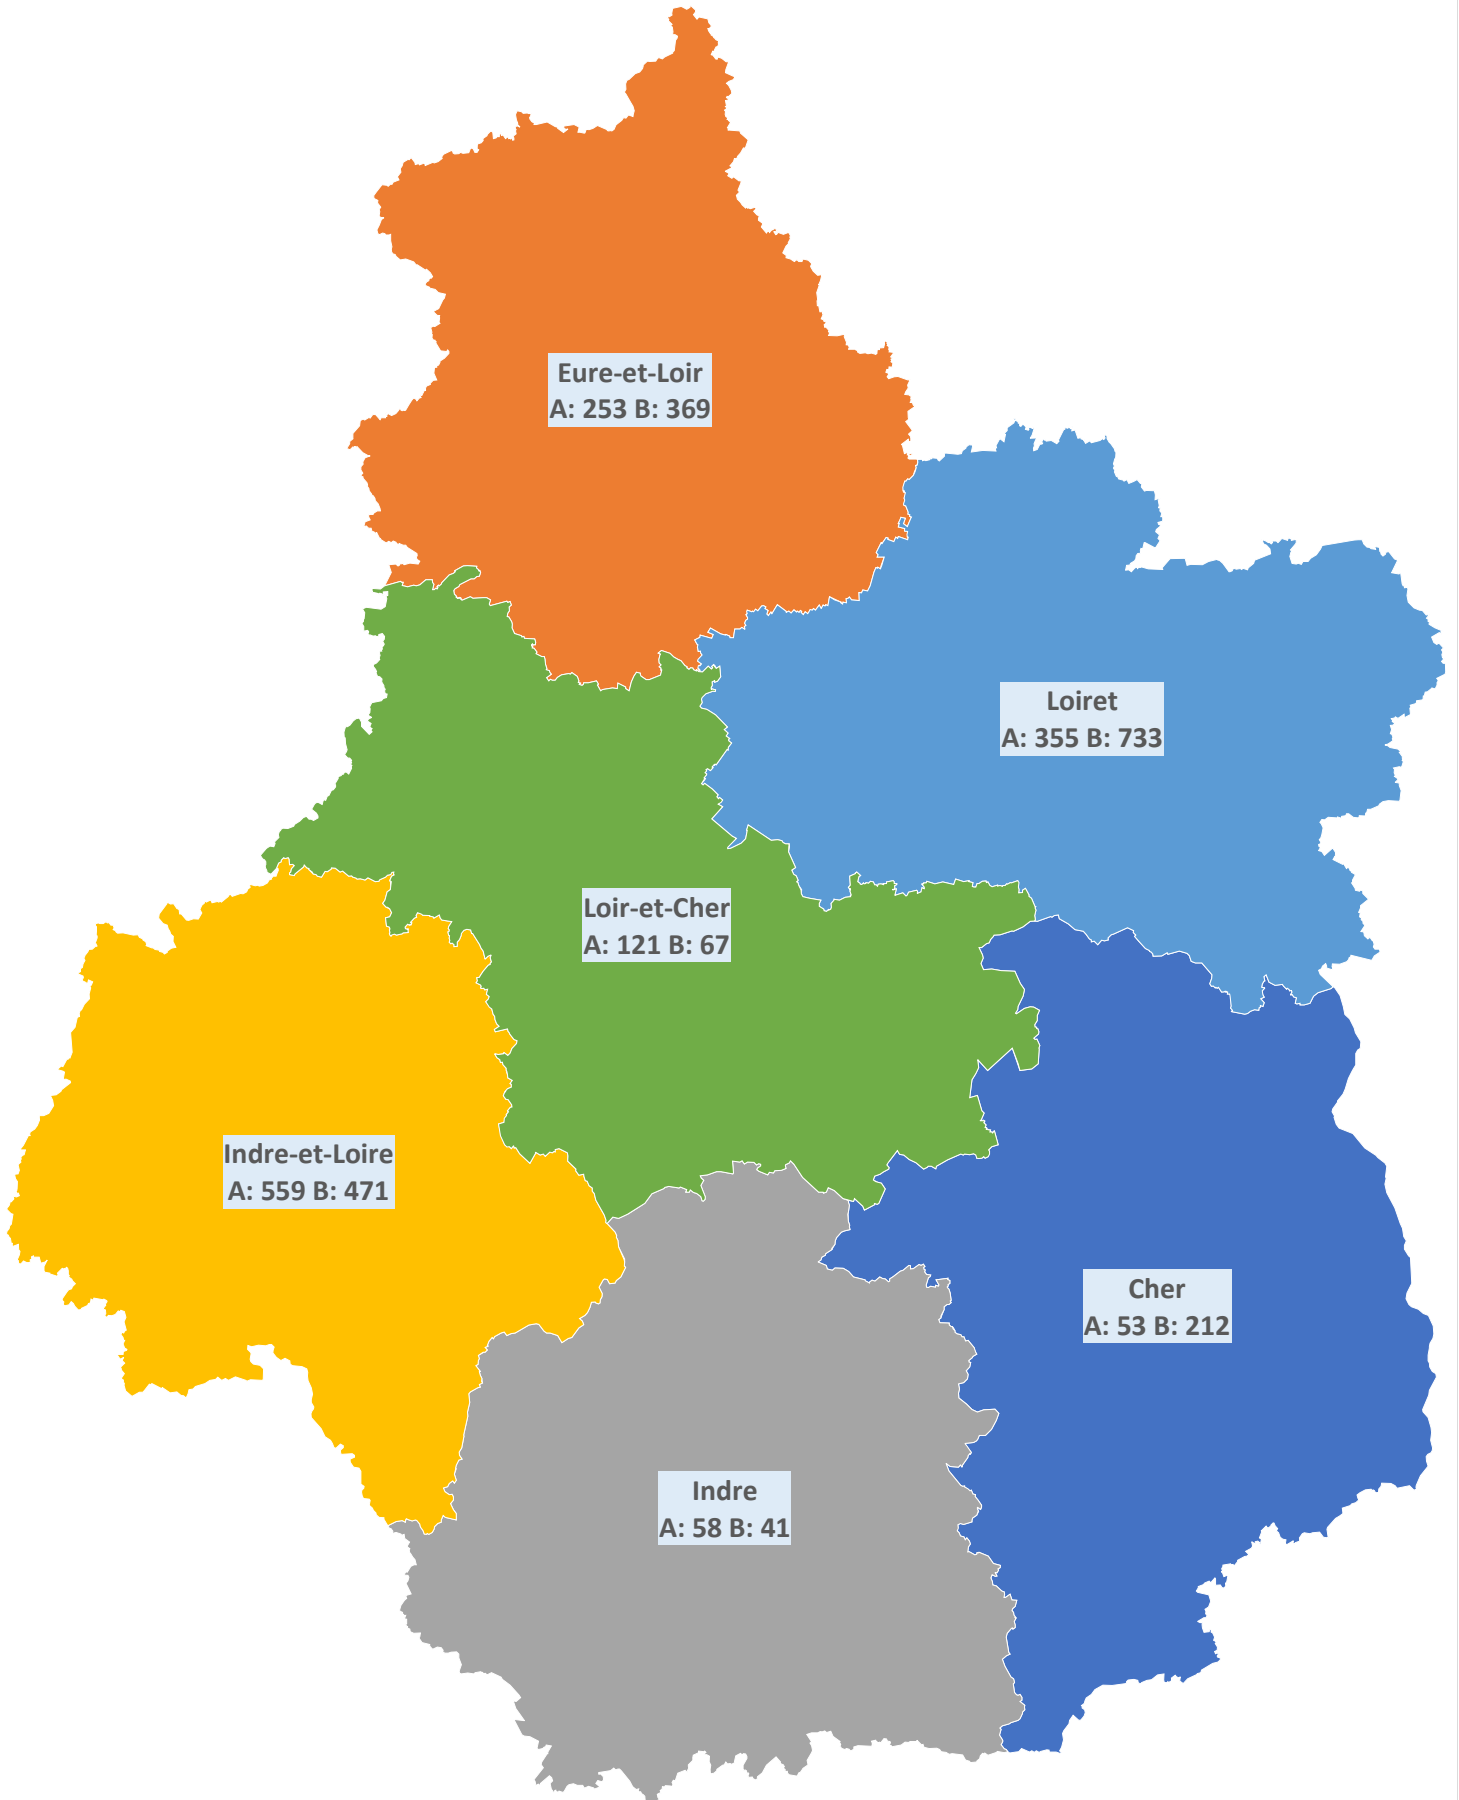 Eure-et-Loir
A: 253 B: 369
Loiret
A: 355 B: 733
Loir-et-Cher
A: 121 B: 67
Indre-et-Loire
A: 559 B: 471
Cher
A: 53 B: 212
Indre
A: 58 B: 41